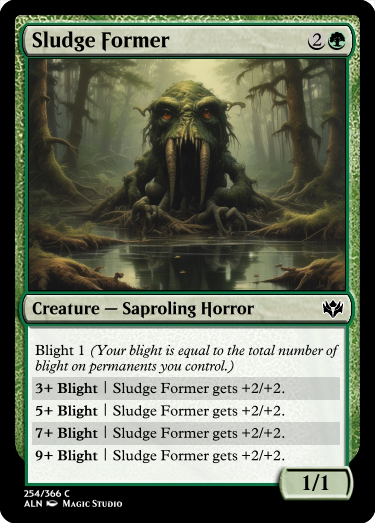 Sludge Former 2
Creature — Saproling Horror
Blight 1 (Your blight is equal to the total number of
blight on permanents you control.)
3+ Blight | Sludge Former gets +2/+2.
5+ Blight | Sludge Former gets +2/+2.
7+ Blight | Sludge Former gets +2/+2.
9+ Blight | Sludge Former gets +2/+2.
1/1
254/366 C
ALN Magic Studio